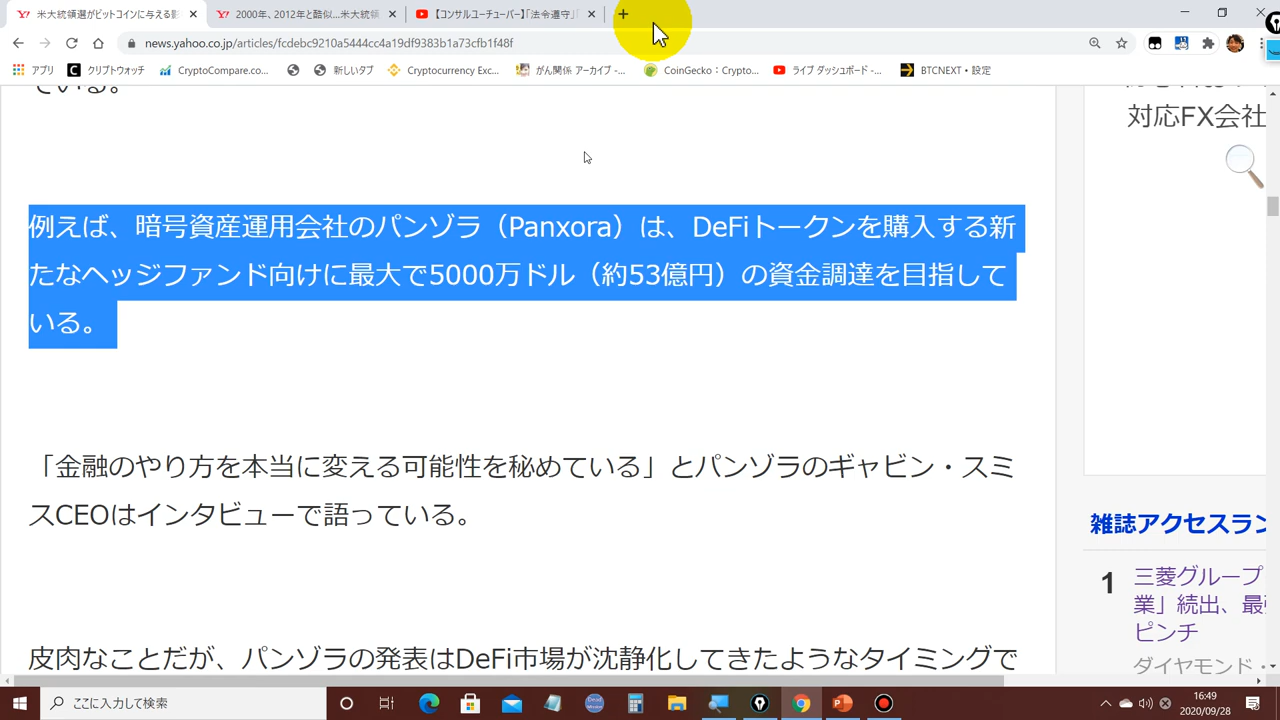 米大統領選がビットコインに与える影
2000年、2012年と酷似...米大統領
【コンサルユーチューバー】「法令遵守」
news.yahoo.co.jp/articles/fcdebc9210a5444cc4a19df9383b1a73cfb1f48f
アプリ
クリプトウォッチ
CryptoCompare.co...
新しいタブ
Cryptocurrency Exc...
がん関係 アーカイブ -...
CoinGecko：Crypto...
ライブ ダッシュボード -...
BTCNEXT・設定
ている。
対応FX会社
例えば、暗号資産運用会社のパンゾラ（Panxora）は、DeFiトークンを購入する新
たなヘッジファンド向けに最大で5000万ドル（約53億円）の資金調達を目指して
いる。
「金融のやり方を本当に変える可能性を秘めている」とパンゾラのギャビン・スミ
スCEOはインタビューで語っている。
皮肉なことだが、パンゾラの発表はDeFi市場が沈静化してきたようなタイミングで
雑誌アクセスラン
1
三菱グループ
業」続出、最
ピンチ
ダイヤモンド・
ここに入力して検索
16:49
2020/09/28